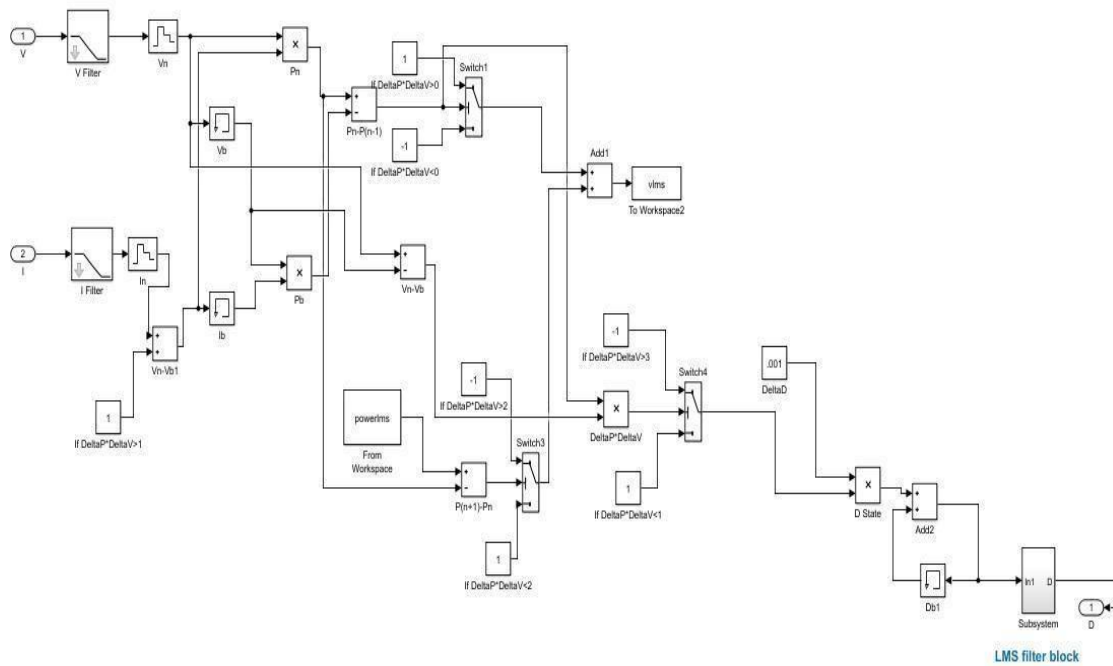 1
V
V Filter
Vn
×
Pn
1
If DeltaP*DeltaV>0
Switch1
+
-
Pn-P(n-1)
-1
If DeltaP*DeltaV<0
Vb
Add1
+
+
vlms
To Workspace2
2
I
I Filter
In
+
+
Vn-Vb1
1
If DeltaP*DeltaV>1
Ib
×
Pb
+
-
Vn-Vb
-1
If DeltaP*DeltaV>3
Switch4
.001
DeltaD
-1
If DeltaP*DeltaV>2
powerlms
From
Workspace
Switch3
×
DeltaP*DeltaV
+
-
P(n+1)-Pn
1
If DeltaP*DeltaV<1
×
D State
+
+
Add2
1
If DeltaP*DeltaV<2
Db1
In1 D
Subsystem
1
D
LMS filter block